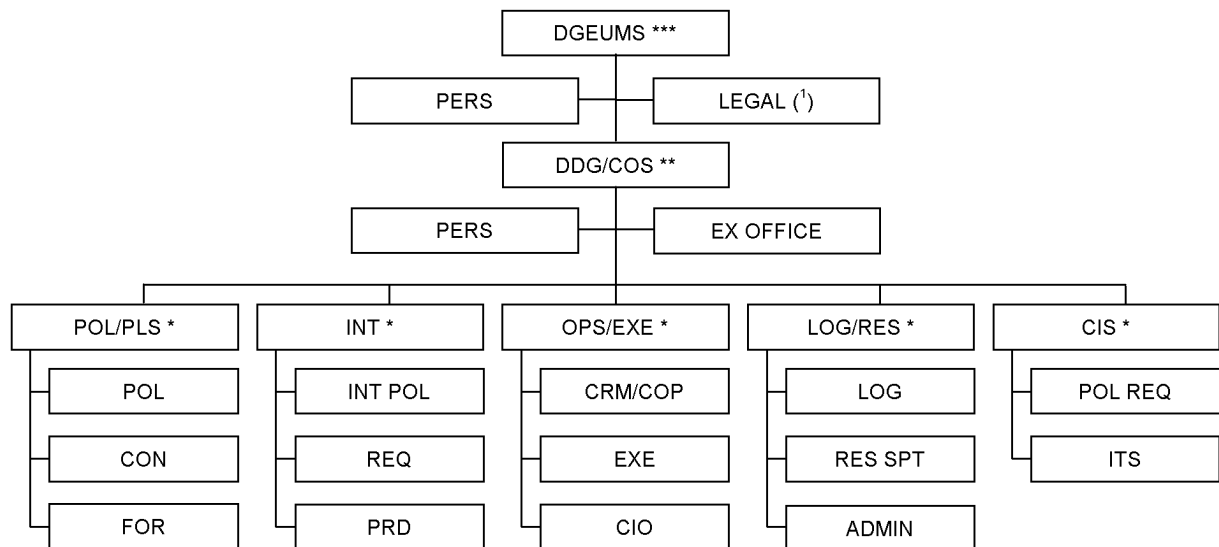 DGEUMS ***
PERS
LEGAL (¹)
DDG/COS **
PERS
EX OFFICE
POL/PLS *
INT *
OPS/EXE *
LOG/RES *
CIS *
POL
INT POL
CRM/COP
LOG
POL REQ
CON
REQ
EXE
RES SPT
ITS
FOR
PRD
CIO
ADMIN